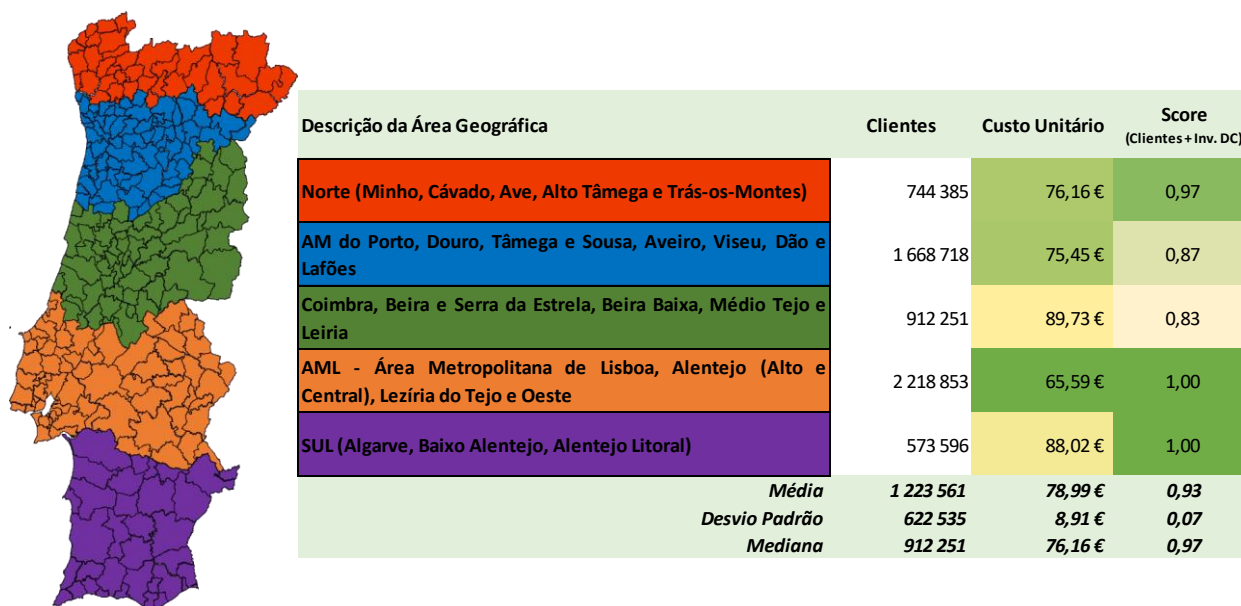 Descrição da Área Geográfica Clientes Custo Unitário Score
(Clientes + Inv. DC)
Norte (Minho, Cávado, Ave, Alto Tâmega e Trás-os-Montes) 744 385 76,16 € 0,97
AM do Porto, Douro, Tâmega e Sousa, Aveiro, Viseu, Dão e
Lafões 1 668 718 75,45 € 0,87
Coimbra, Beira e Serra da Estrela, Beira Baixa, Médio Tejo e
Leiria 912 251 89,73 € 0,83
AML - Área Metropolitana de Lisboa, Alentejo (Alto e
Central), Lezíria do Tejo e Oeste 2 218 853 65,59 € 1,00
SUL (Algarve, Baixo Alentejo, Alentejo Litoral) 573 596 88,02 € 1,00
Média 1 223 561 78,99 € 0,93
Desvio Padrão 622 535 8,91 € 0,07
Mediana 912 251 76,16 € 0,97